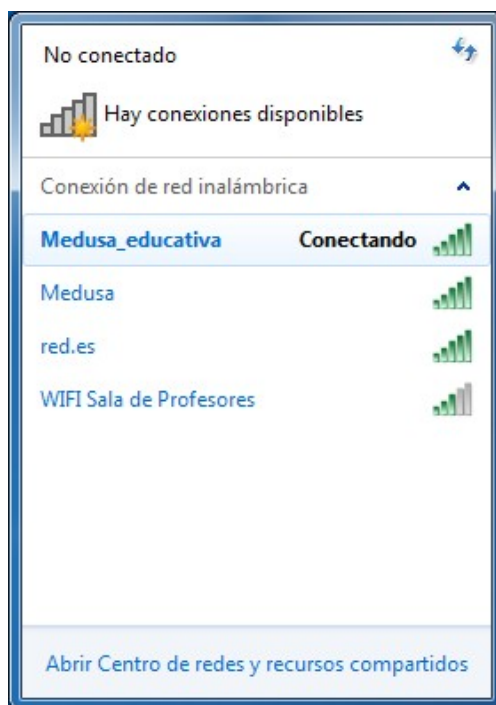 No conectado
Hay conexiones disponibles
Conexión de red inalámbrica
Medusa_educativa Conectando
Medusa
red.es
WIFI Sala de Profesores
Abrir Centro de redes y recursos compartidos